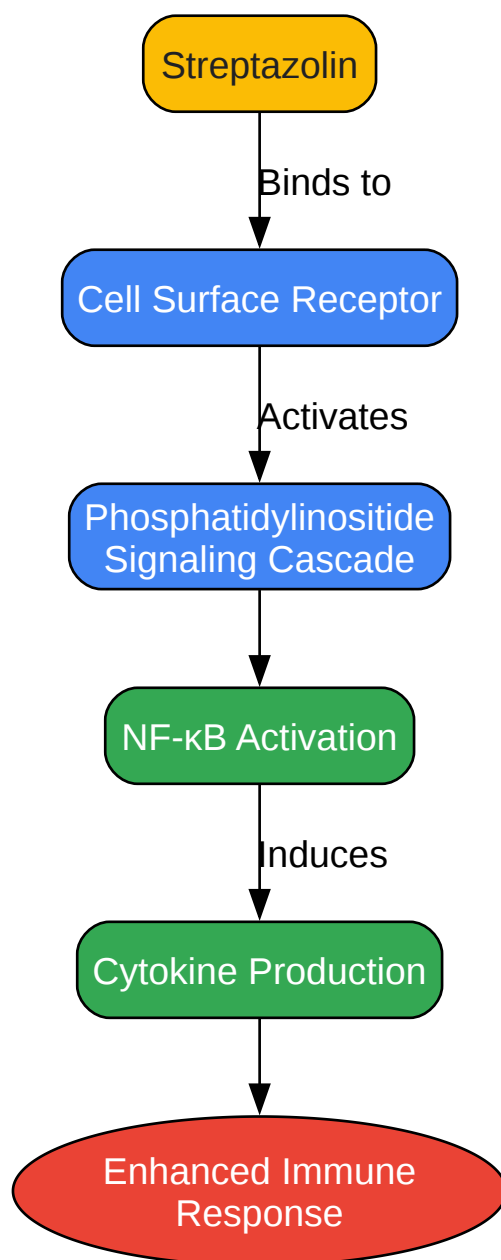 Streptazolin
Binds to
Cell Surface Receptor
Activates
Phosphatidylinositide
Signaling Cascade
NF-κB Activation
Induces
Cytokine Production
Enhanced Immune
Response